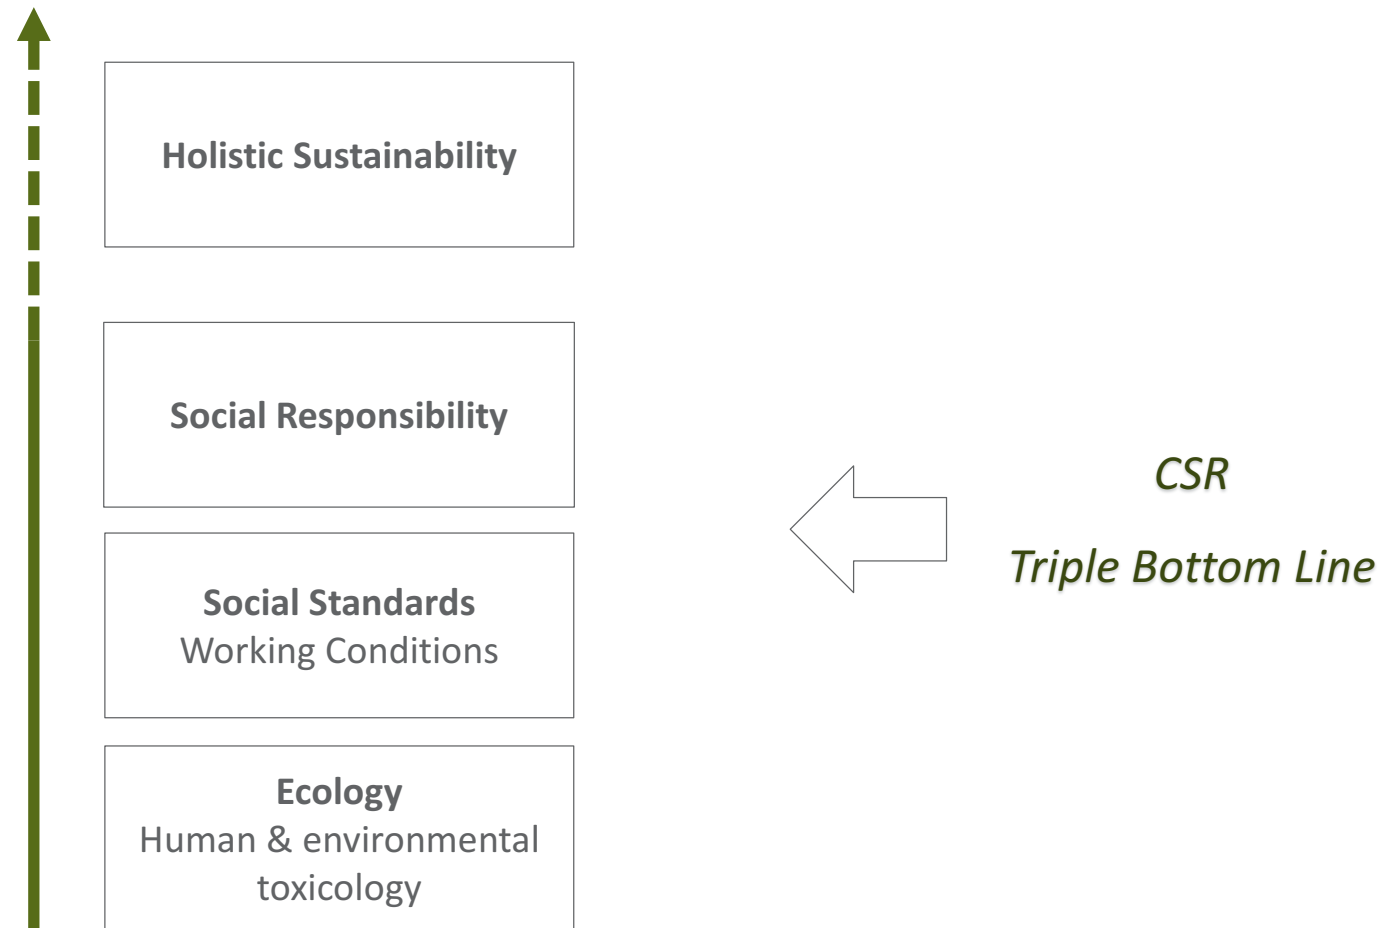 Holistic Sustainability
Social Responsibility
Social Standards
Working Conditions
Ecology
Human & environmental
toxicology
CSR
Triple Bottom Line